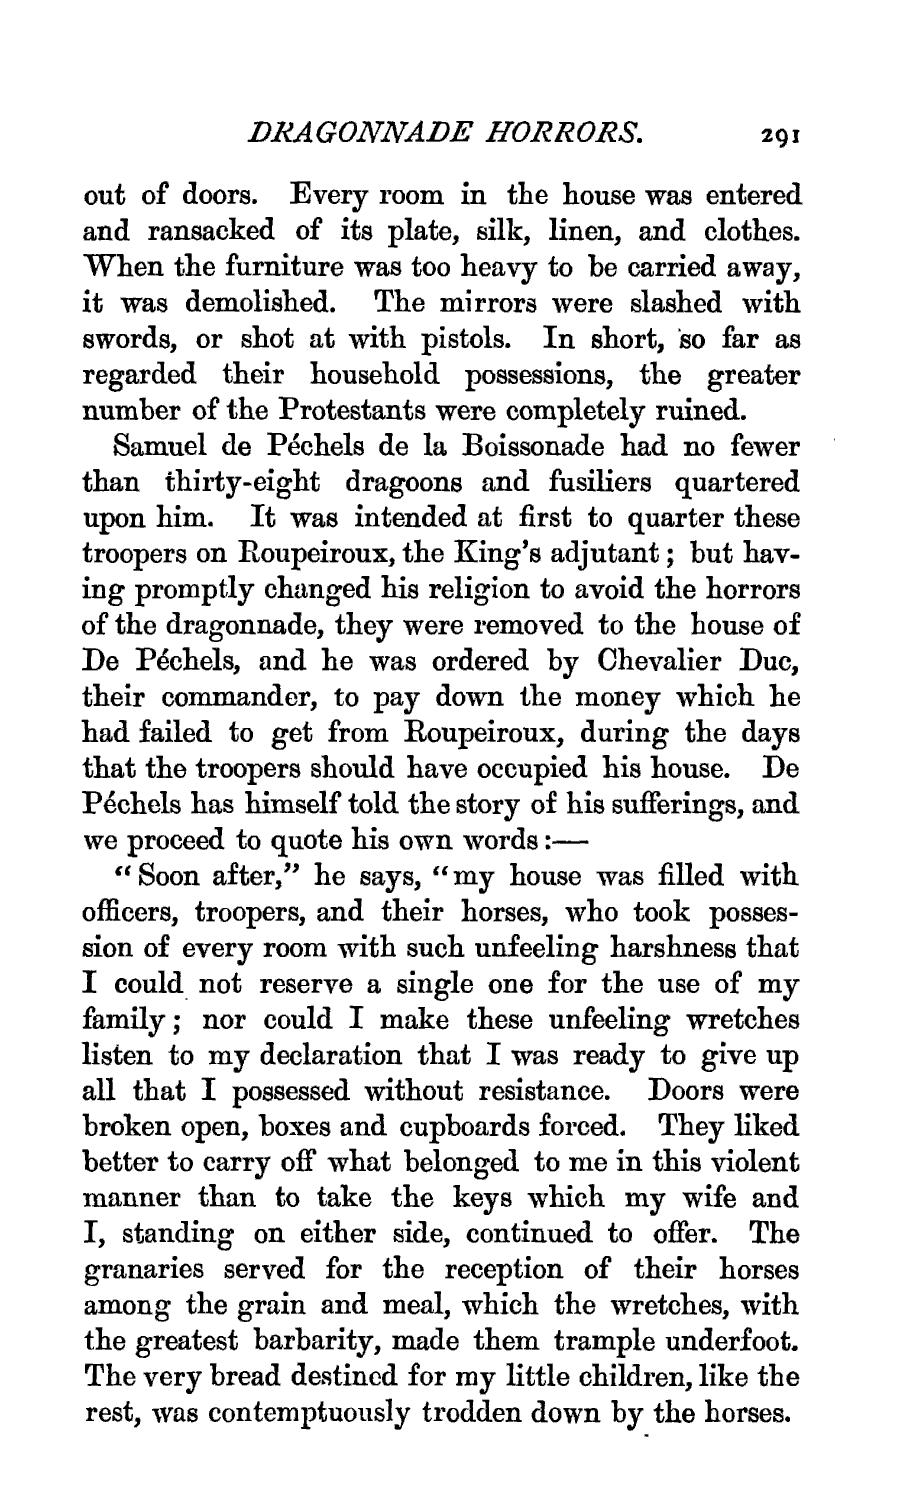 DRAGONNADE HORRORS. 291
out of doors. Every room in the house was entered
and ransacked of its plate, silk, linen, and clothes.
When the furniture was too heavy to be carried away,
it was demolished. The mirrors were slashed with
swords, or shot at with pistols. In short, so far as
regarded their household possessions, the greater
number of the Protestants were completely ruined.
Samuel de Péchels de la Boissonade had no fewer
than thirty-eight dragoons and fusiliers quartered
upon him. It was intended at first to quarter these
troopers on Roupeiroux, the King's adjutant; but hav-
ing promptly changed his religion to avoid the horrors
of the dragonnade, they were removed to the house of
De Péchels, and he was ordered by Chevalier Duc,
their commander, to pay down the money which he
had failed to get from Roupeiroux, during the days
that the troopers should have occupied his house. De
Péchels has himself told the story of his sufferings, and
we proceed to quote his own words:—
"Soon after," he says, "my house was filled with
officers, troopers, and their horses, who took posses-
sion of every room with such unfeeling harshness that
I could not reserve a single one for the use of my
family; nor could I make these unfeeling wretches
listen to my declaration that I was ready to give up
all that I possessed without resistance. Doors were
broken open, boxes and cupboards forced. They liked
better to carry off what belonged to me in this violent
manner than to take the keys which my wife and
I, standing on either side, continued to offer. The
granaries served for the reception of their horses
among the grain and meal, which the wretches, with
the greatest barbarity, made them trample underfoot.
The very bread destined for my little children, like the
rest, was contemptuously trodden down by the horses.